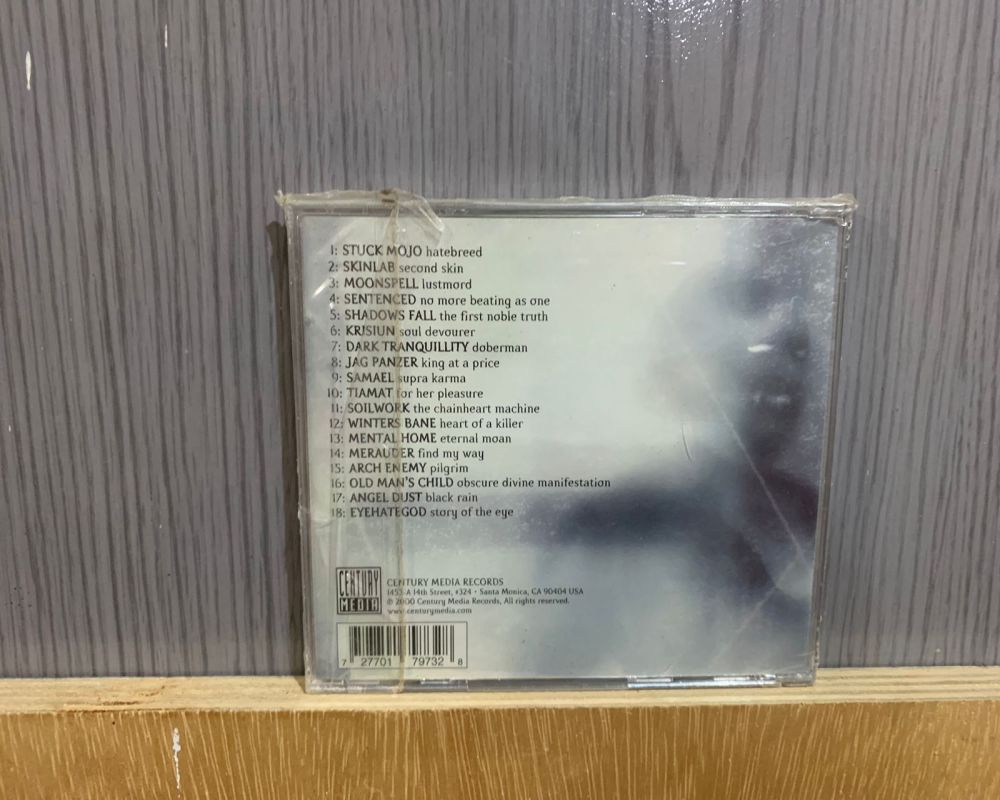 1: STUCK MOJO hatebreed
2: SKINLAB second skin
3: MOONSPELL lustmord
4: SENTENCED no more beating as one
5: SHADOWS FALL the first noble truth
6: KRISIUN soul devourer
7: DARK TRANQUILLITY doberman
8: JAG PANZER king at a price
9: SAMAEL supra karma
10: TIAMAT for her pleasure
11: SOILWORK the chainheart machine
12: WINTERS BANE heart of a killer
13: MENTAL HOME eternal moan
14: MERAUDER find my way
15: ARCH ENEMY pilgrim
16: OLD MAN'S CHILD obscure divine manifestation
17: ANGEL DUST black rain
18: EYEHATEGOD story of the eye
CENTURY MEDIA
CENTURY MEDIA RECORDS
1453-A 14th Street, #324 • Santa Monica, CA 90404 USA
© 2000 Century Media Records, All rights reserved.
www.centurymedia.com
7 27701 79732 8